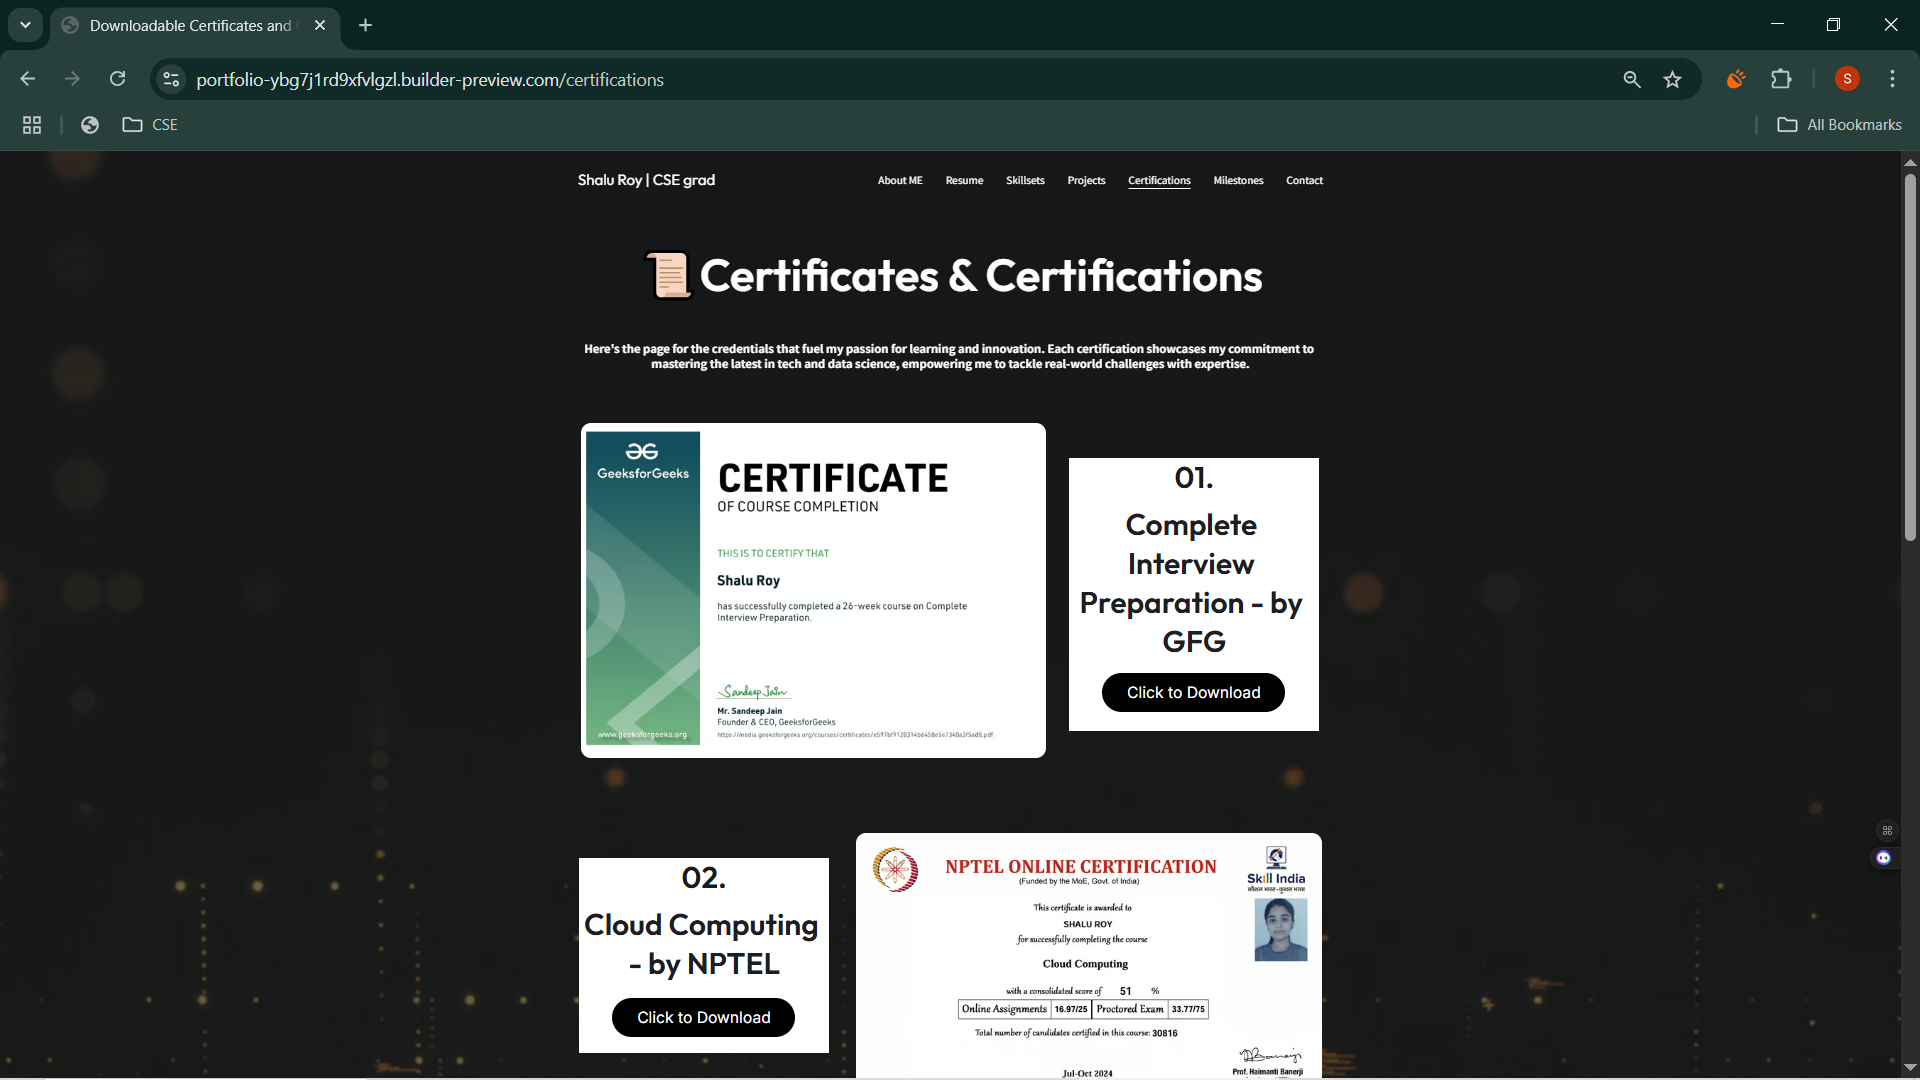 Downloadable Certificates and
portfolio-ybg7j1rd9xfvlgzl.builder-preview.com/certifications
S
CSE
All Bookmarks
Shalu Roy | CSE grad
About ME
Resume
Skillsets
Projects
Certifications
Milestones
Contact
Certificates & Certifications
Here's the page for the credentials that fuel my passion for learning and innovation. Each certification showcases my commitment to
mastering the latest in tech and data science, empowering me to tackle real-world challenges with expertise.
GeeksforGeeks
www.geeksforgeeks.org
CERTIFICATE
OF COURSE COMPLETION
THIS IS TO CERTIFY THAT
Shalu Roy
has successfully completed a 26-week course on Complete
Interview Preparation.
Sandeep Jain
Mr. Sandeep Jain
Founder & CEO, GeeksforGeeks
01.
Complete
Interview
Preparation - by
GFG
Click to Download
02.
Cloud Computing
- by NPTEL
Click to Download
NPTEL ONLINE CERTIFICATION
(Funded by the MoE, Govt. of India)
Skill India
कौशल भारत - कुशल भारत
This certificate is awarded to
SHALU ROY
for successfully completing the course
Cloud Computing
with a consolidated score of 51 %
Online Assignments 16.97/25 Proctored Exam 33.77/75
Total number of candidates certified in this course: 30816
Jul-Oct 2024
Prof. Haimanti Banerji